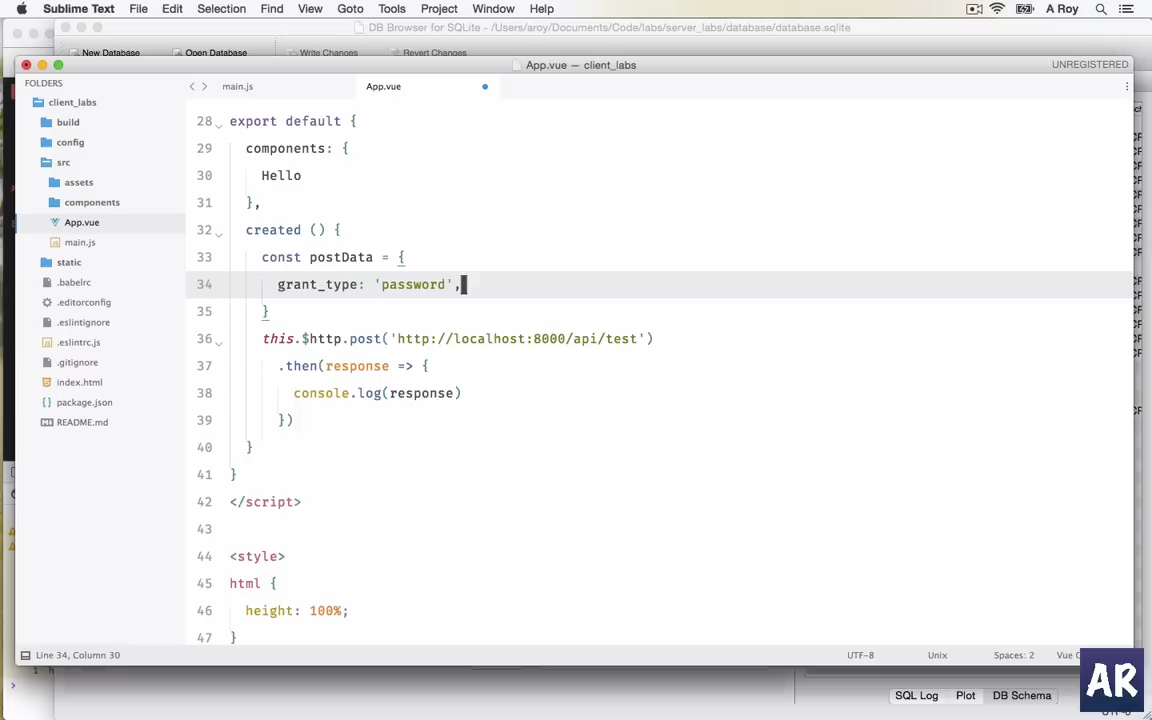 Sublime Text File Edit Selection Find View Goto Tools Project Window Help A Roy
DB Browser for SQLite - /Users/aroy/Documents/Code/labs/server_labs/database/database.sqlite
New Database Open Database Write Changes Revert Changes
App.vue — client_labs UNREGISTERED
FOLDERS
client_labs
build
config
src
assets
components
App.vue
main.js
static
.babelrc
.editorconfig
.eslintignore
.eslintrc.js
.gitignore
index.html
package.json
README.md
main.js App.vue
28 export default {
29 components: {
30 Hello
31 },
32 created () {
33 const postData = {
34 grant_type: 'password',
35 }
36 this.$http.post('http://localhost:8000/api/test')
37 .then(response => {
38 console.log(response)
39 })
40 }
41 }
42 </script>
43
44 <style>
45 html {
46 height: 100%;
47 }
Line 34, Column 30 UTF-8 Unix Spaces: 2 Vue
SQL Log Plot DB Schema
AR